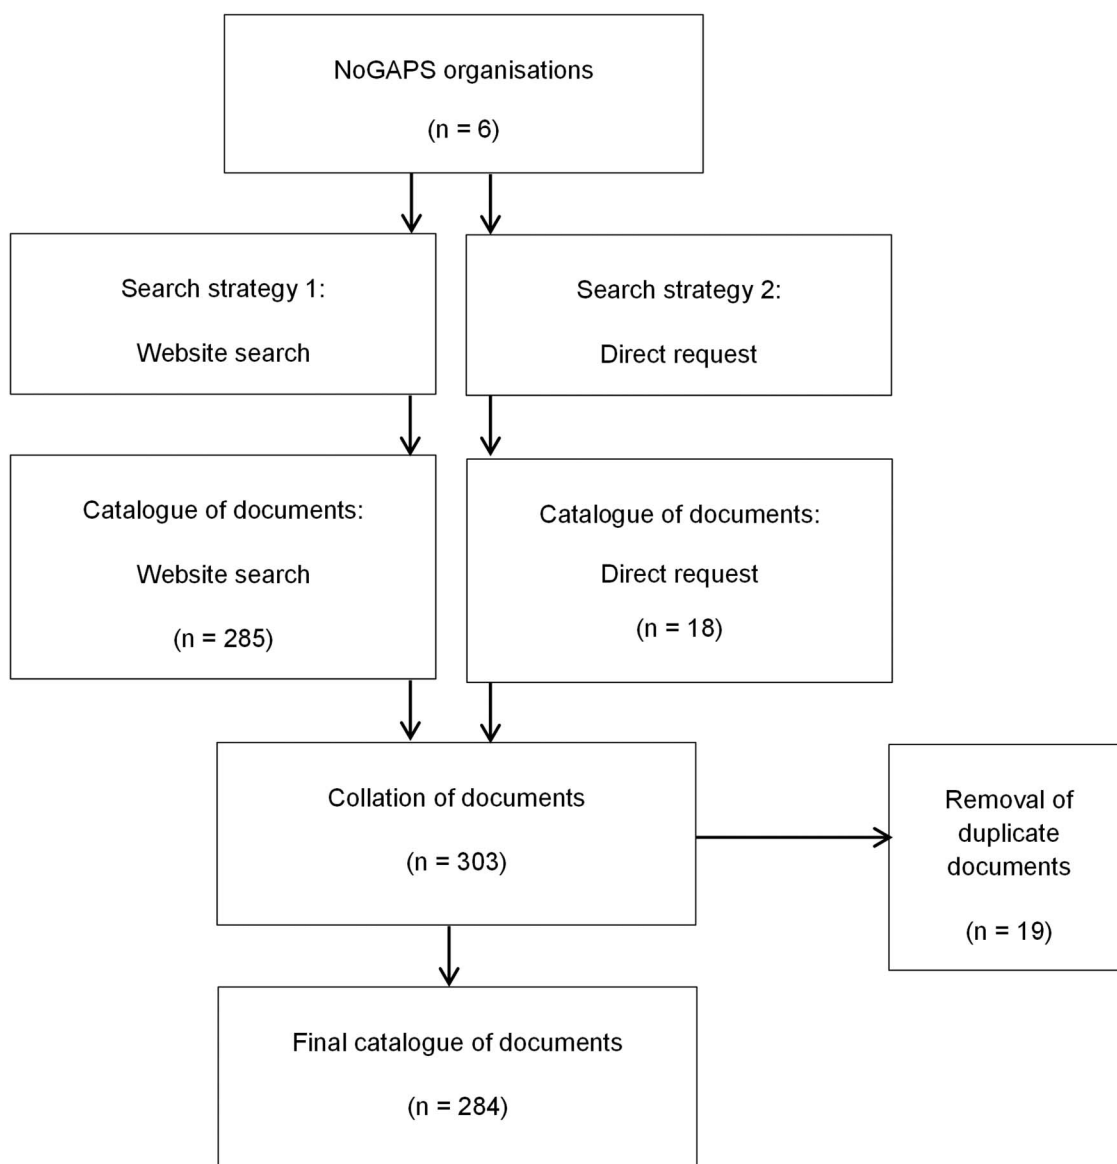 NoGAPS organisations
(n = 6)
Search strategy 1:
Website search
Search strategy 2:
Direct request
Catalogue of documents:
Website search
(n = 285)
Catalogue of documents:
Direct request
(n = 18)
Collation of documents
(n = 303)
Removal of
duplicate
documents
(n = 19)
Final catalogue of documents
(n = 284)